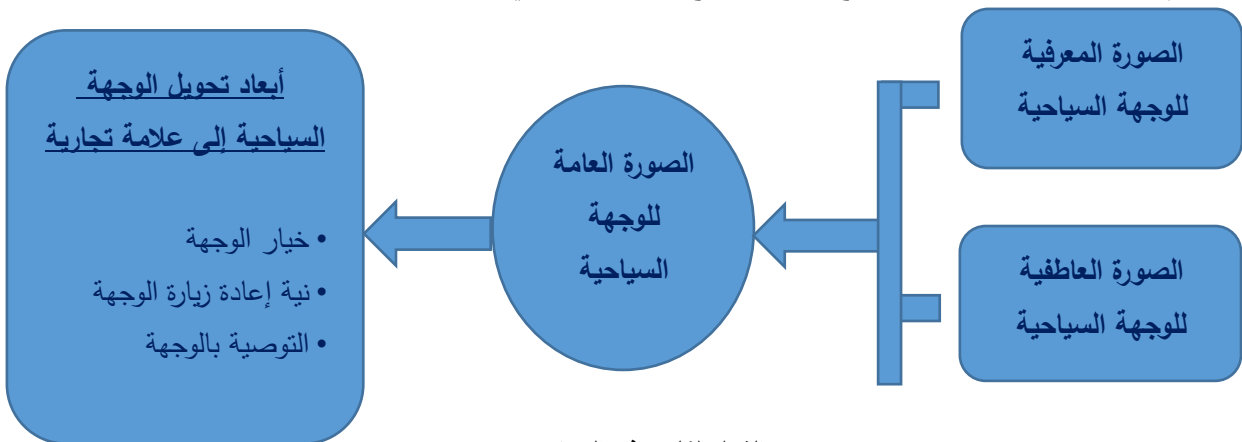 الصورة المعرفية
للوجهة السياحية
الصورة العاطفية
للوجهة السياحية
الصورة العامة
للوجهة
السياحية
أبعاد تحويل الوجهة
السياحية إلى علامة تجارية
• خيار الوجهة
• نية إعادة زيارة الوجهة
• التوصية بالوجهة